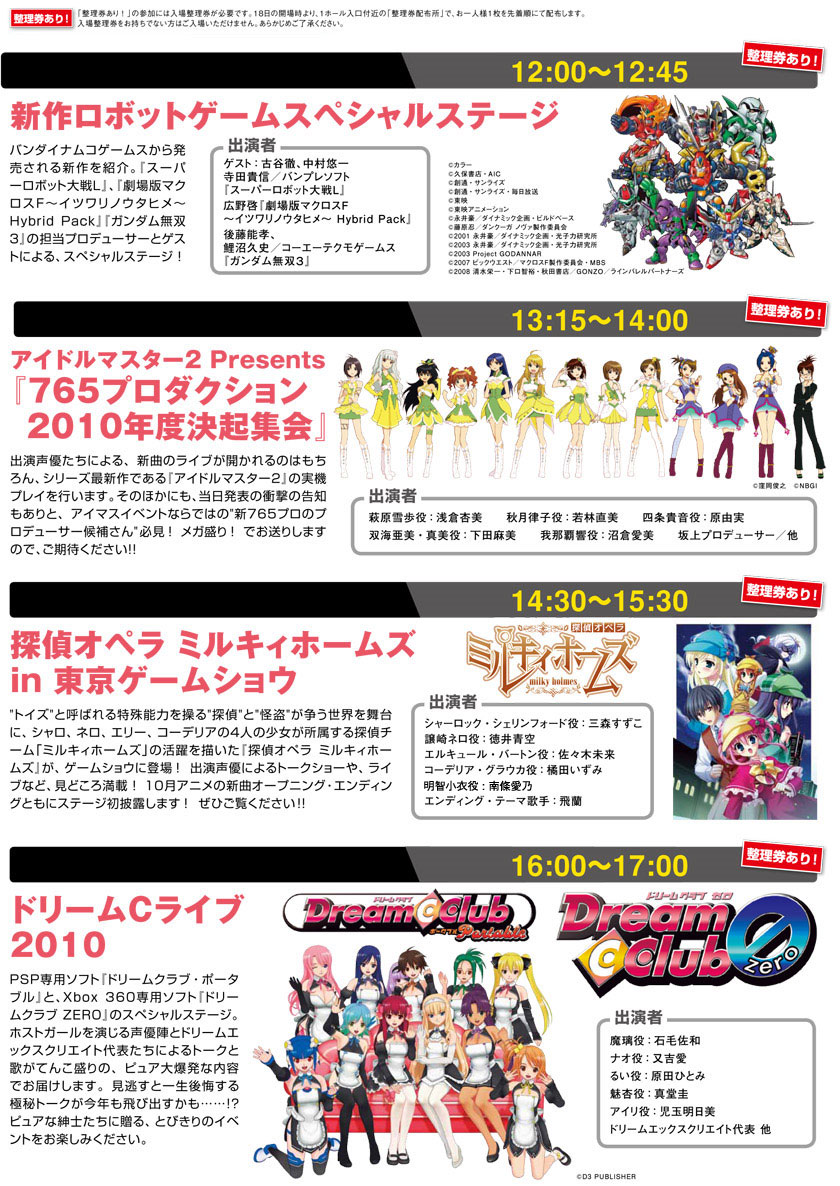 整理券あり!
「整理券あり!」の参加には入場整理券が必要です。18日の開場時より、1ホール入口付近の「整理券配布所」で、お一人様1枚を先着順にて配布します。
入場整理券をお持ちでない方はご入場いただけません。あらかじめご了承ください。
12:00〜12:45
整理券あり!
新作ロボットゲームスペシャルステージ
バンダイナムコゲームスから発
売される新作を紹介。『スーパ
ーロボット大戦L』、『劇場版マク
ロスF〜イツワリノウタヒメ〜
Hybrid Pack』『ガンダム無双
3』の担当プロデューサーとゲス
トによる、スペシャルステージ!
出演者
ゲスト:古谷徹、中村悠一
寺田貴信/バンプレソフト
『スーパーロボット大戦L』
広野啓『劇場版マクロスF
〜イツワリノウタヒメ〜 Hybrid Pack』
後藤能孝、
鯉沼久史/コーエーテクモゲームス
『ガンダム無双3』
©カラー
©久保書店・AIC
©創通・サンライズ
©創通・サンライズ・毎日放送
©東映
©東映アニメーション
©永井豪/ダイナミック企画・ビルドベース
©藤原忍/ダンクーガ ノヴァ製作委員会
©2001 永井豪/ダイナミック企画・光子力研究所
©2003 永井豪/ダイナミック企画・光子力研究所
©2003 Project GODANNAR
©2007 ビックウエスト/マクロスF製作委員会・MBS
©2008 清水栄一・下口智裕・秋田書店/GONZO/ラインバレルパートナーズ
13:15〜14:00
整理券あり!
アイドルマスター2 Presents
『765プロダクション
2010年度決起集会』
出演声優たちによる、新曲のライブが開かれるのはもち
ろん、シリーズ最新作である『アイドルマスター2』の実機
プレイを行います。そのほかにも、当日発表の衝撃の告知
もありと、アイマスイベントならではの"新765プロのプ
ロデューサー候補さん"必見! メガ盛り! でお送りします
ので、ご期待ください!!
©窪岡俊之 ©NBGI
出演者
萩原雪歩役:浅倉杏美 秋月律子役:若林直美 四条貴音役:原由実
双海亜美・真美役:下田麻美 我那覇響役:沼倉愛美 坂上プロデューサー/他
14:30〜15:30
整理券あり!
探偵オペラ ミルキィホームズ
in 東京ゲームショウ
"トイズ"と呼ばれる特殊能力を操る"探偵"と"怪盗"が争う世界を舞台
に、シャロ、ネロ、エリー、コーデリアの4人の少女が所属する探偵チ
ーム「ミルキィホームズ」の活躍を描いた『探偵オペラ ミルキィホー
ムズ』が、ゲームショウに登場! 出演声優によるトークショーや、ライ
ブなど、見どころ満載! 10月アニメの新曲オープニング・エンディン
グともにステージ初披露します! ぜひご覧ください!!
探偵オペラ
ミルキィホームズ
milky holmes
出演者
シャーロック・シェリンフォード役:三森すずこ
譲崎ネロ役:徳井青空
エルキュール・バートン役:佐々木未来
コーデリア・グラウカ役:橘田いずみ
明智小衣役:南條愛乃
エンディング・テーマ歌手:飛蘭
16:00〜17:00
整理券あり!
ドリームCライブ
2010
PSP専用ソフト『ドリームクラブ・ポータ
ブル』と、Xbox 360専用ソフト『ドリー
ムクラブ ZERO』のスペシャルステージ。
ホストガールを演じる声優陣とドリームエ
ックスクリエイト代表たちによるトークと
歌がてんこ盛りの、ピュア大爆発な内容
でお届けします。見逃すと一生後悔する
極秘トークが今年も飛び出すかも……!?
ピュアな紳士たちに贈る、とびきりのイベ
ントをお楽しみください。
ドリームクラブ
Dream C Club
ポータブル
Portable
ドリームクラブ ゼロ
Dream C Club
zero
出演者
魔璃役:石毛佐和
ナオ役:又吉愛
るい役:原田ひとみ
魅杏役:真堂圭
アイリ役:児玉明日美
ドリームエックスクリエイト代表 他
©D3 PUBLISHER